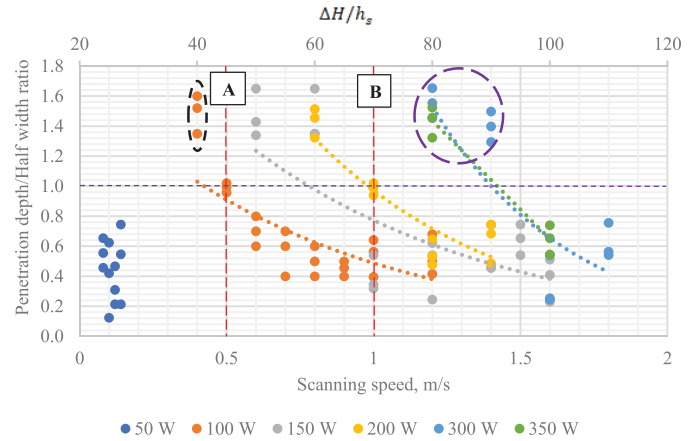 ΔH/hₛ
20 40 60 80 100 120
1.8
1.6
1.4
1.2
1.0
0.8
0.6
0.4
0.2
0.0
Penetration depth/Half width ratio
A
B
0 0.5 1 1.5 2
Scanning speed, m/s
50 W 100 W 150 W 200 W 300 W 350 W